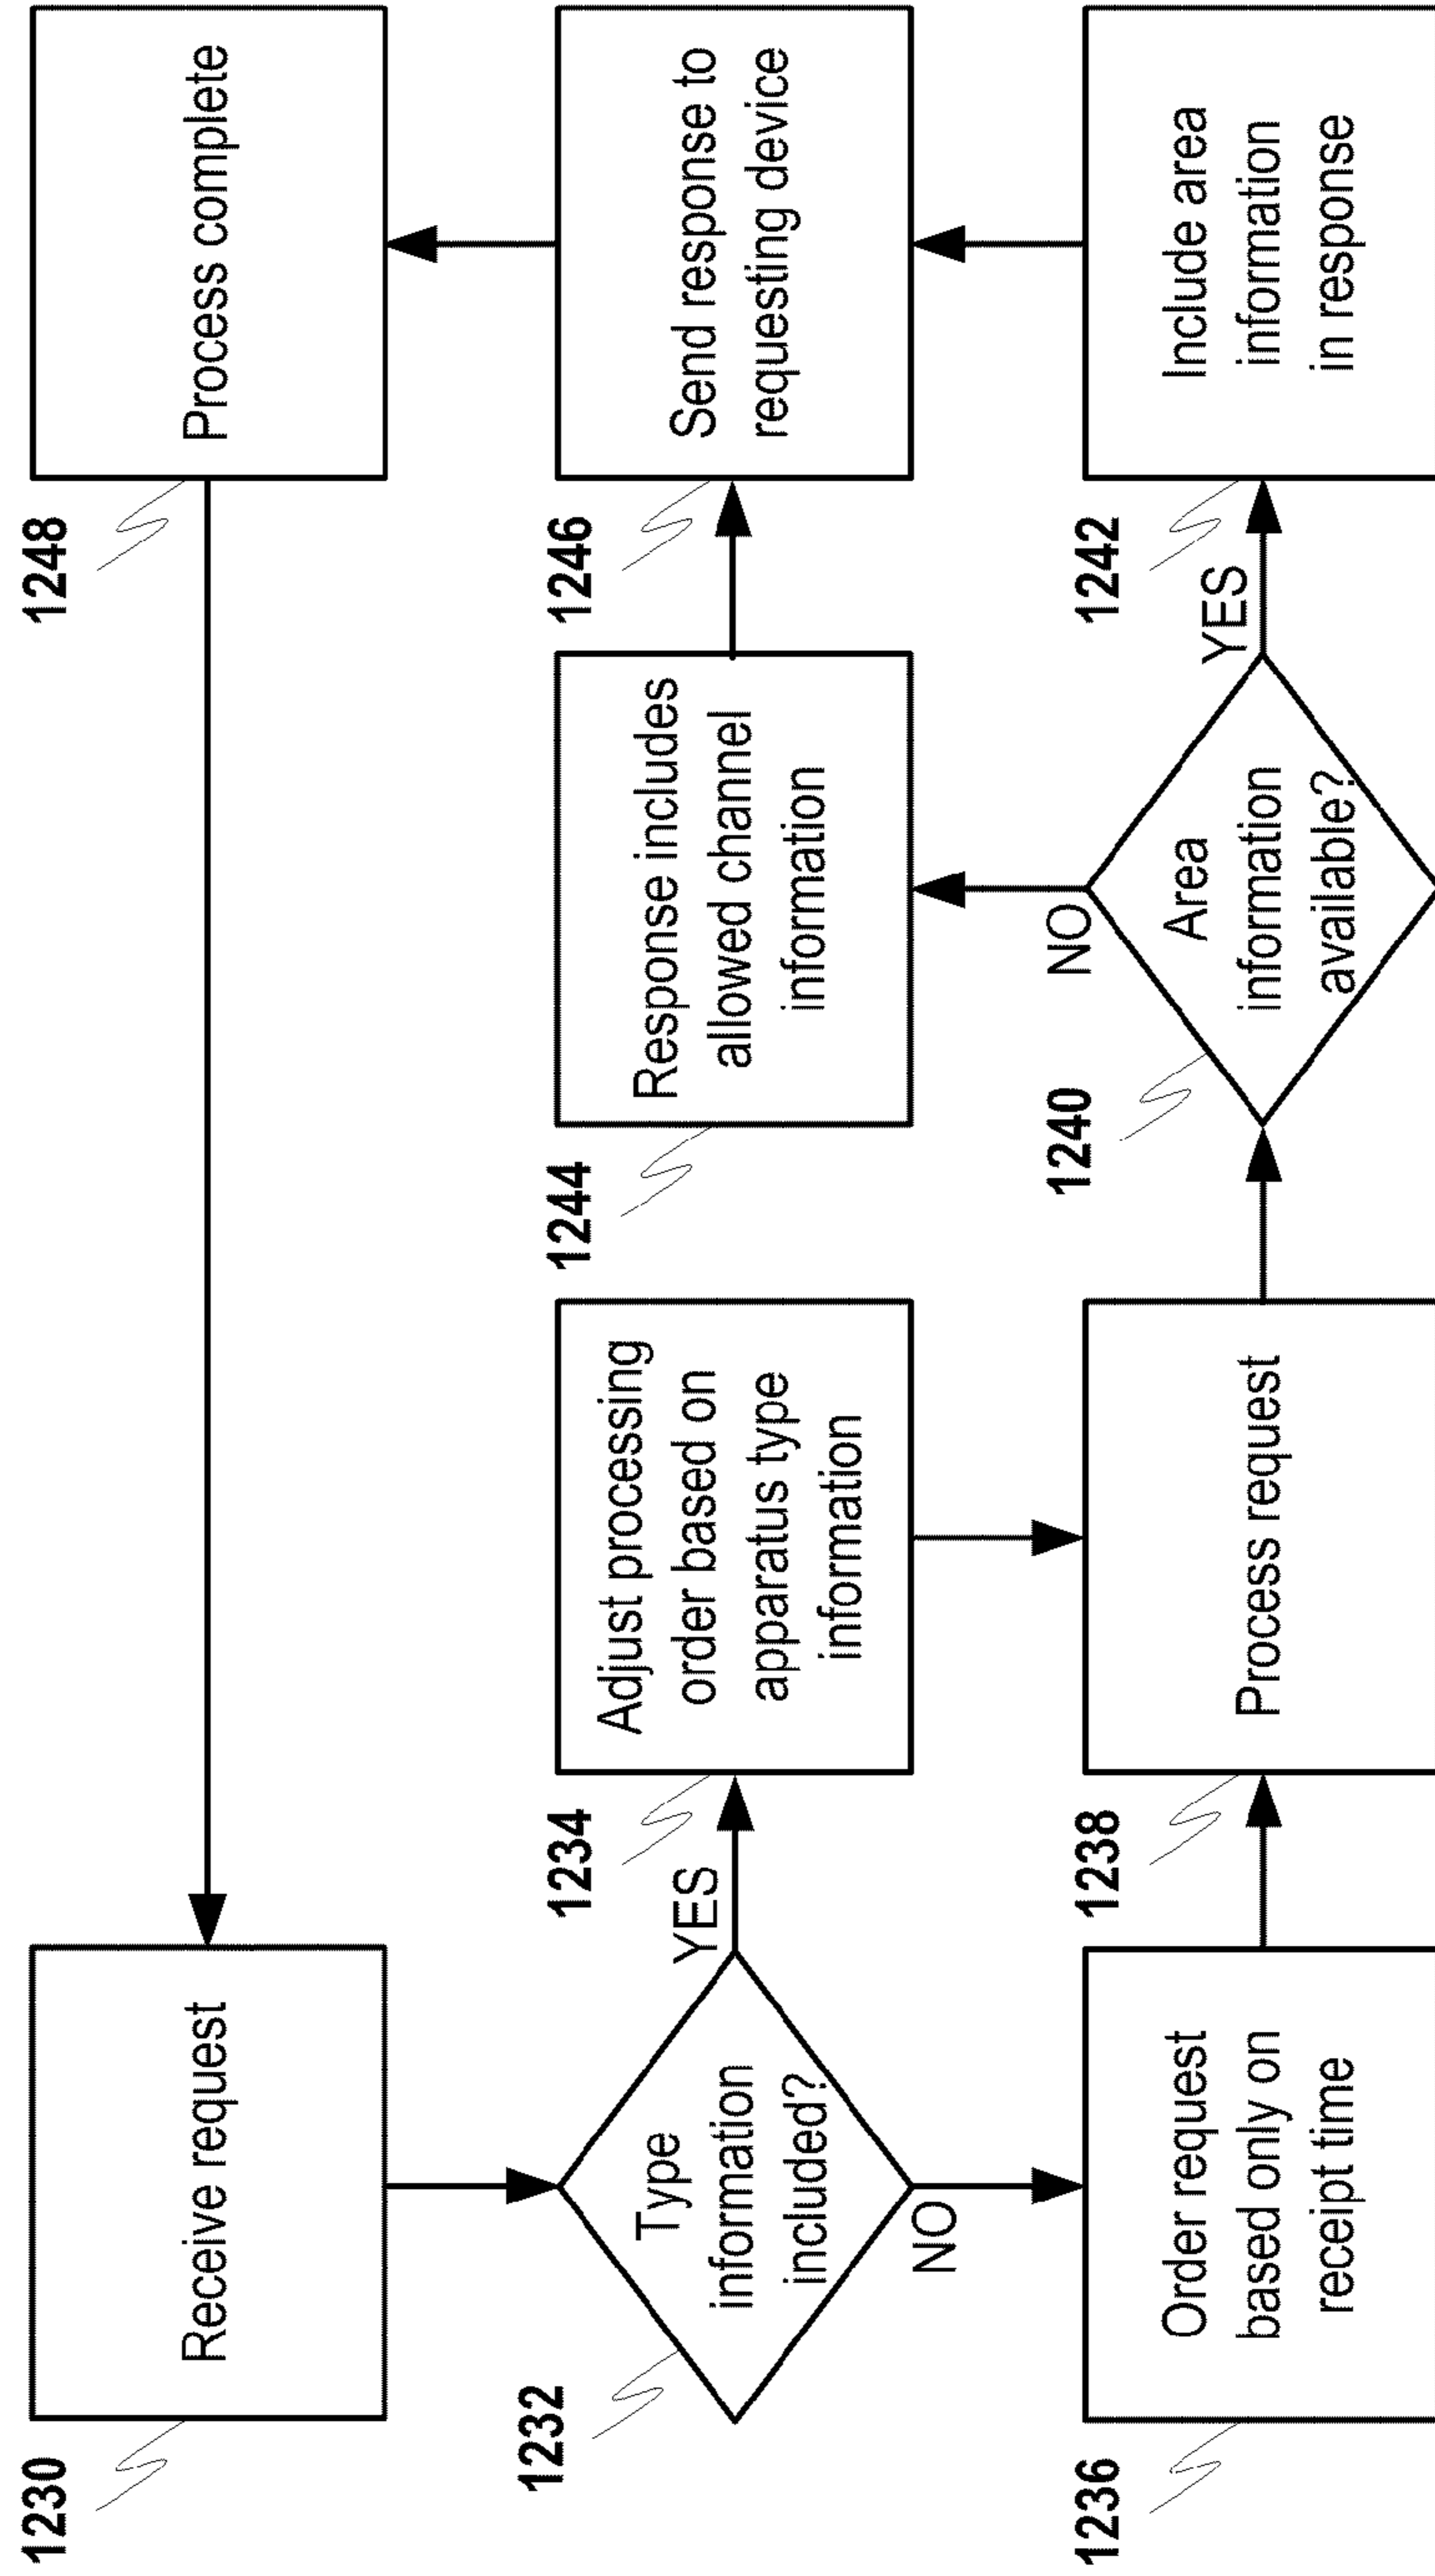 1230
Receive request
1248
Process complete
1232
Type
information
included?
YES
NO
1234
Adjust processing
order based on
apparatus type
information
1244
Response includes
allowed channel
information
1246
Send response to
requesting device
1236
Order request
based only on
receipt time
1238
Process request
1240
Area
information
available?
NO
YES
1242
Include area
information
in response